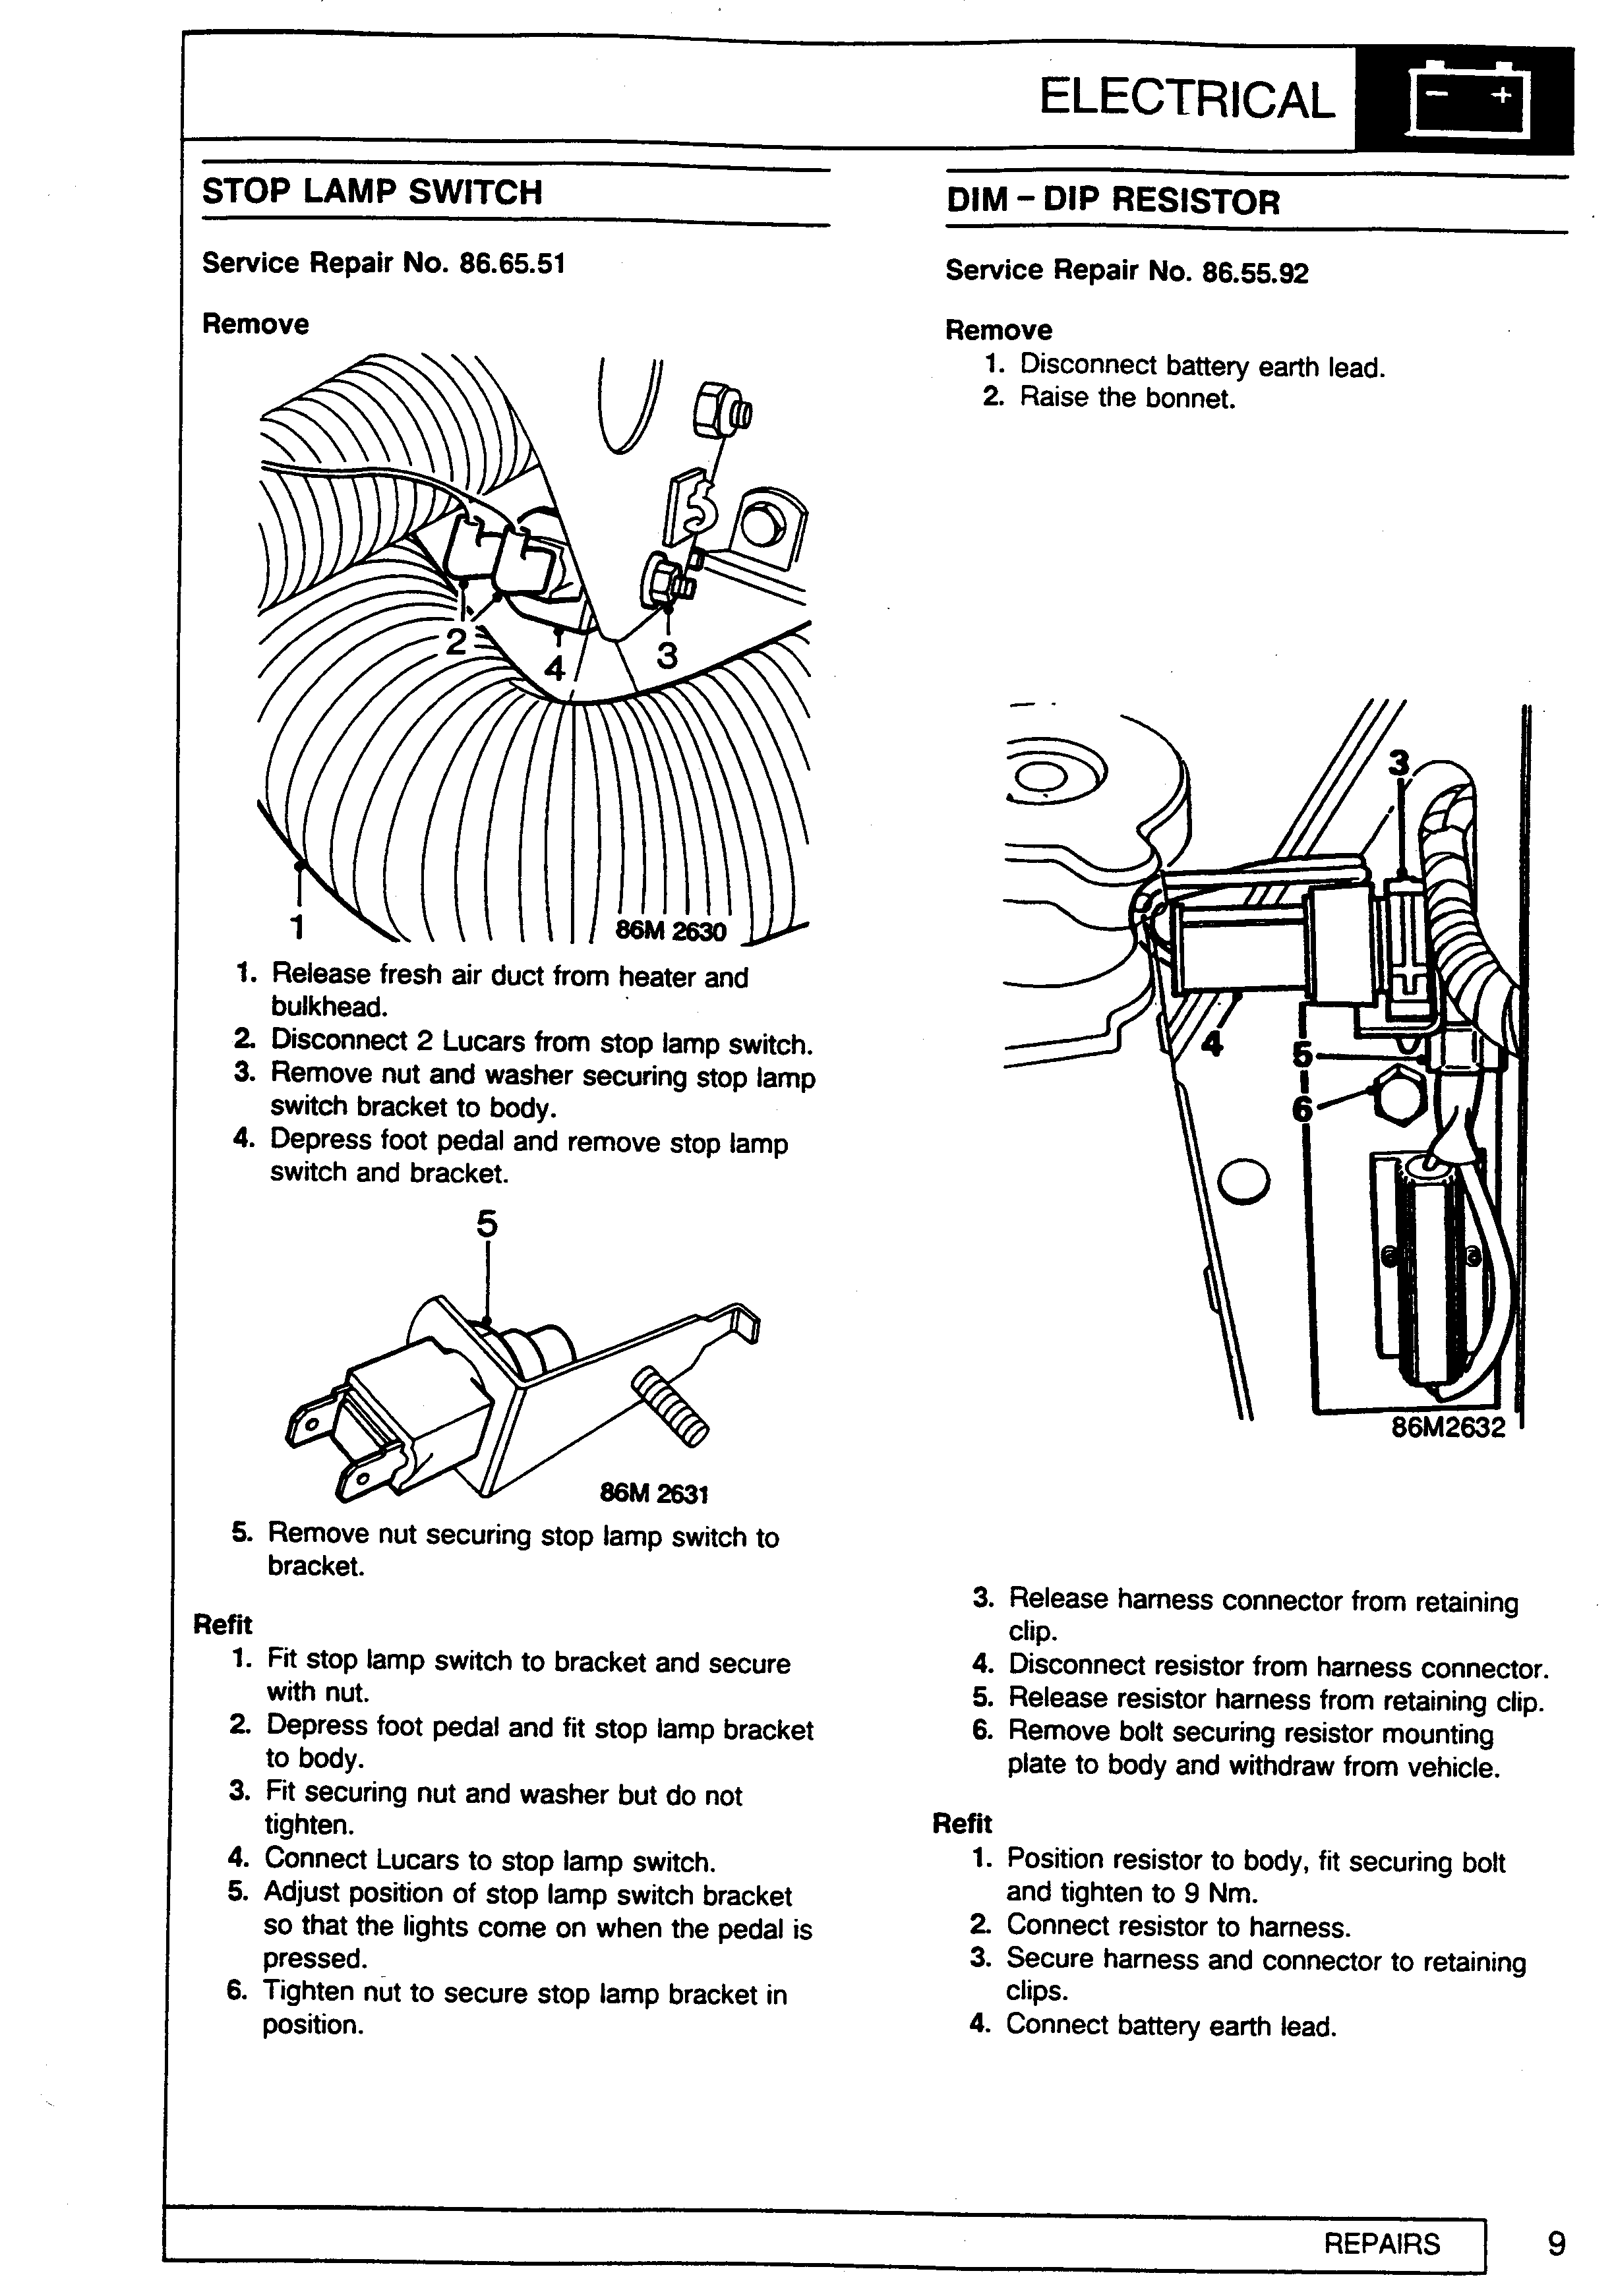 ELECTRICAL
- +
STOP LAMP SWITCH
Service Repair No. 86.65.51
Remove
2
4
3
1
86M 2630
1. Release fresh air duct from heater and
bulkhead.
2. Disconnect 2 Lucars from stop lamp switch.
3. Remove nut and washer securing stop lamp
switch bracket to body.
4. Depress foot pedal and remove stop lamp
switch and bracket.
5
86M 2631
5. Remove nut securing stop lamp switch to
bracket.
Refit
1. Fit stop lamp switch to bracket and secure
with nut.
2. Depress foot pedal and fit stop lamp bracket
to body.
3. Fit securing nut and washer but do not
tighten.
4. Connect Lucars to stop lamp switch.
5. Adjust position of stop lamp switch bracket
so that the lights come on when the pedal is
pressed.
6. Tighten nut to secure stop lamp bracket in
position.
DIM – DIP RESISTOR
Service Repair No. 86.55.92
Remove
1. Disconnect battery earth lead.
2. Raise the bonnet.
3
4
5
6
86M2632
3. Release harness connector from retaining
clip.
4. Disconnect resistor from harness connector.
5. Release resistor harness from retaining clip.
6. Remove bolt securing resistor mounting
plate to body and withdraw from vehicle.
Refit
1. Position resistor to body, fit securing bolt
and tighten to 9 Nm.
2. Connect resistor to harness.
3. Secure harness and connector to retaining
clips.
4. Connect battery earth lead.
REPAIRS
9